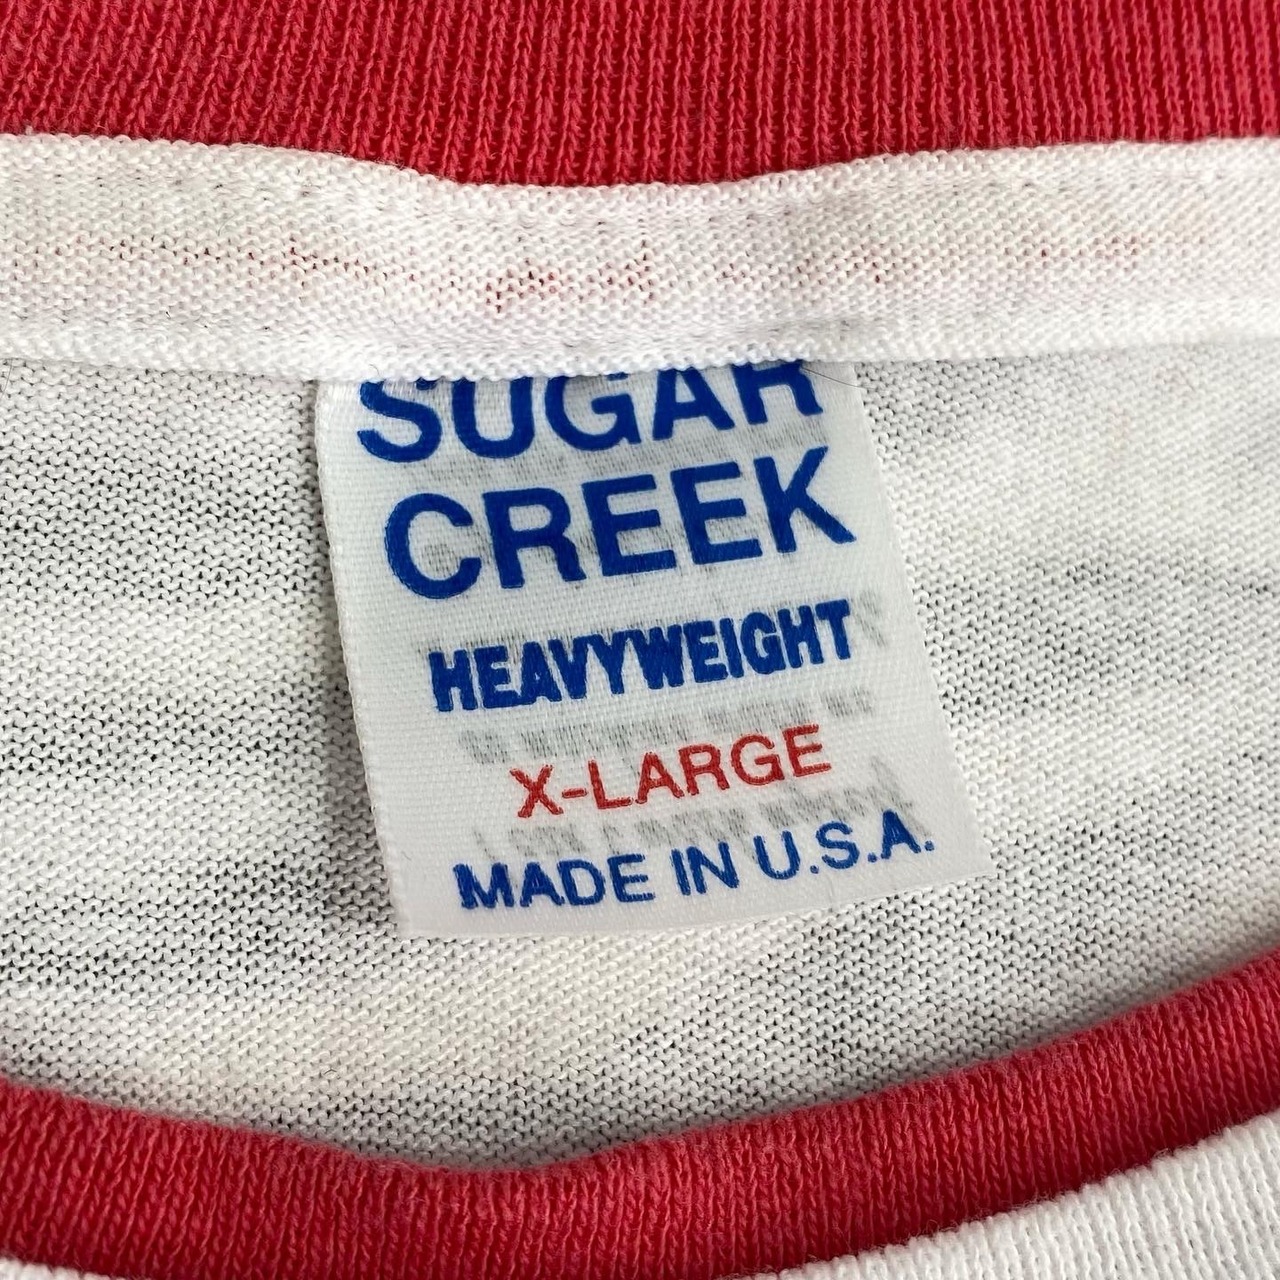 SUGAR
CREEK
HEAVYWEIGHT
X-LARGE
MADE IN U.S.A.